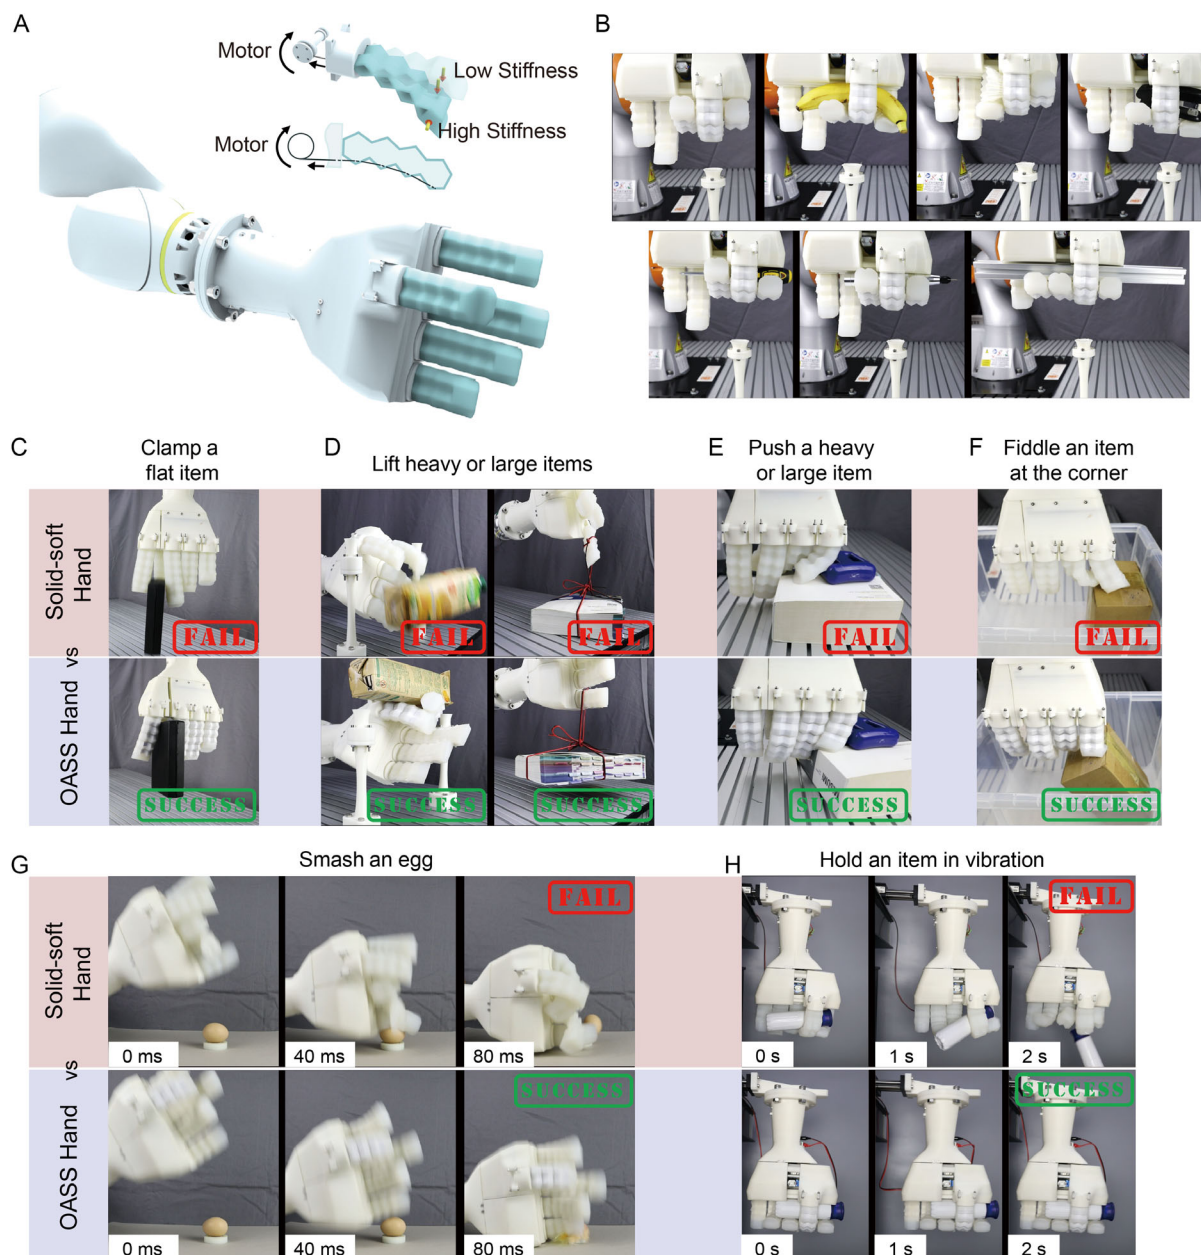 A
Motor
Low Stiffness
High Stiffness
Motor
B
C
Clamp a
flat item
D
Lift heavy or large items
E
Push a heavy
or large item
F
Fiddle an item
at the corner
Solid-soft
Hand
vs
OASS Hand
FAIL
FAIL
FAIL
FAIL
FAIL
SUCCESS
SUCCESS
SUCCESS
SUCCESS
SUCCESS
G
Smash an egg
H
Hold an item in vibration
Solid-soft
Hand
vs
OASS Hand
FAIL
0 ms
40 ms
80 ms
FAIL
0 s
1 s
2 s
SUCCESS
0 ms
40 ms
80 ms
SUCCESS
0 s
1 s
2 s